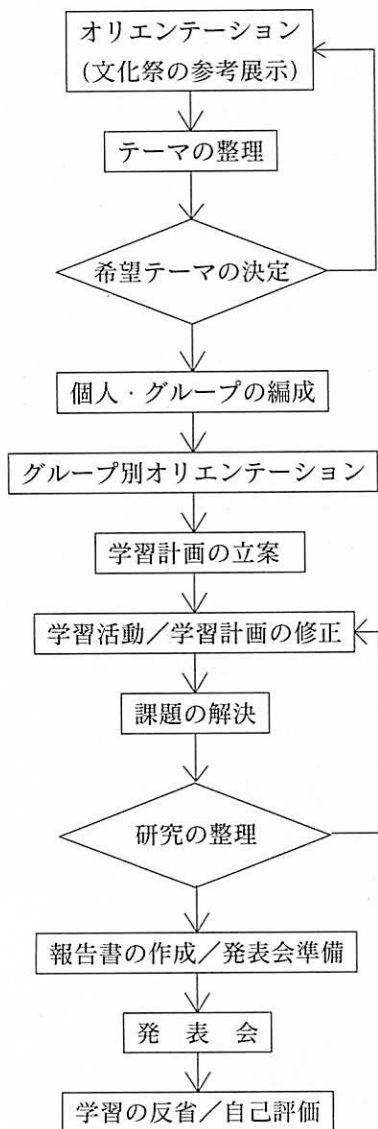 オリエンテーション
(文化祭の参考展示)
テーマの整理
希望テーマの決定
個人・グループの編成
グループ別オリエンテーション
学習計画の立案
学習活動/学習計画の修正
課題の解決
研究の整理
報告書の作成/発表会準備
発 表 会
学習の反省/自己評価